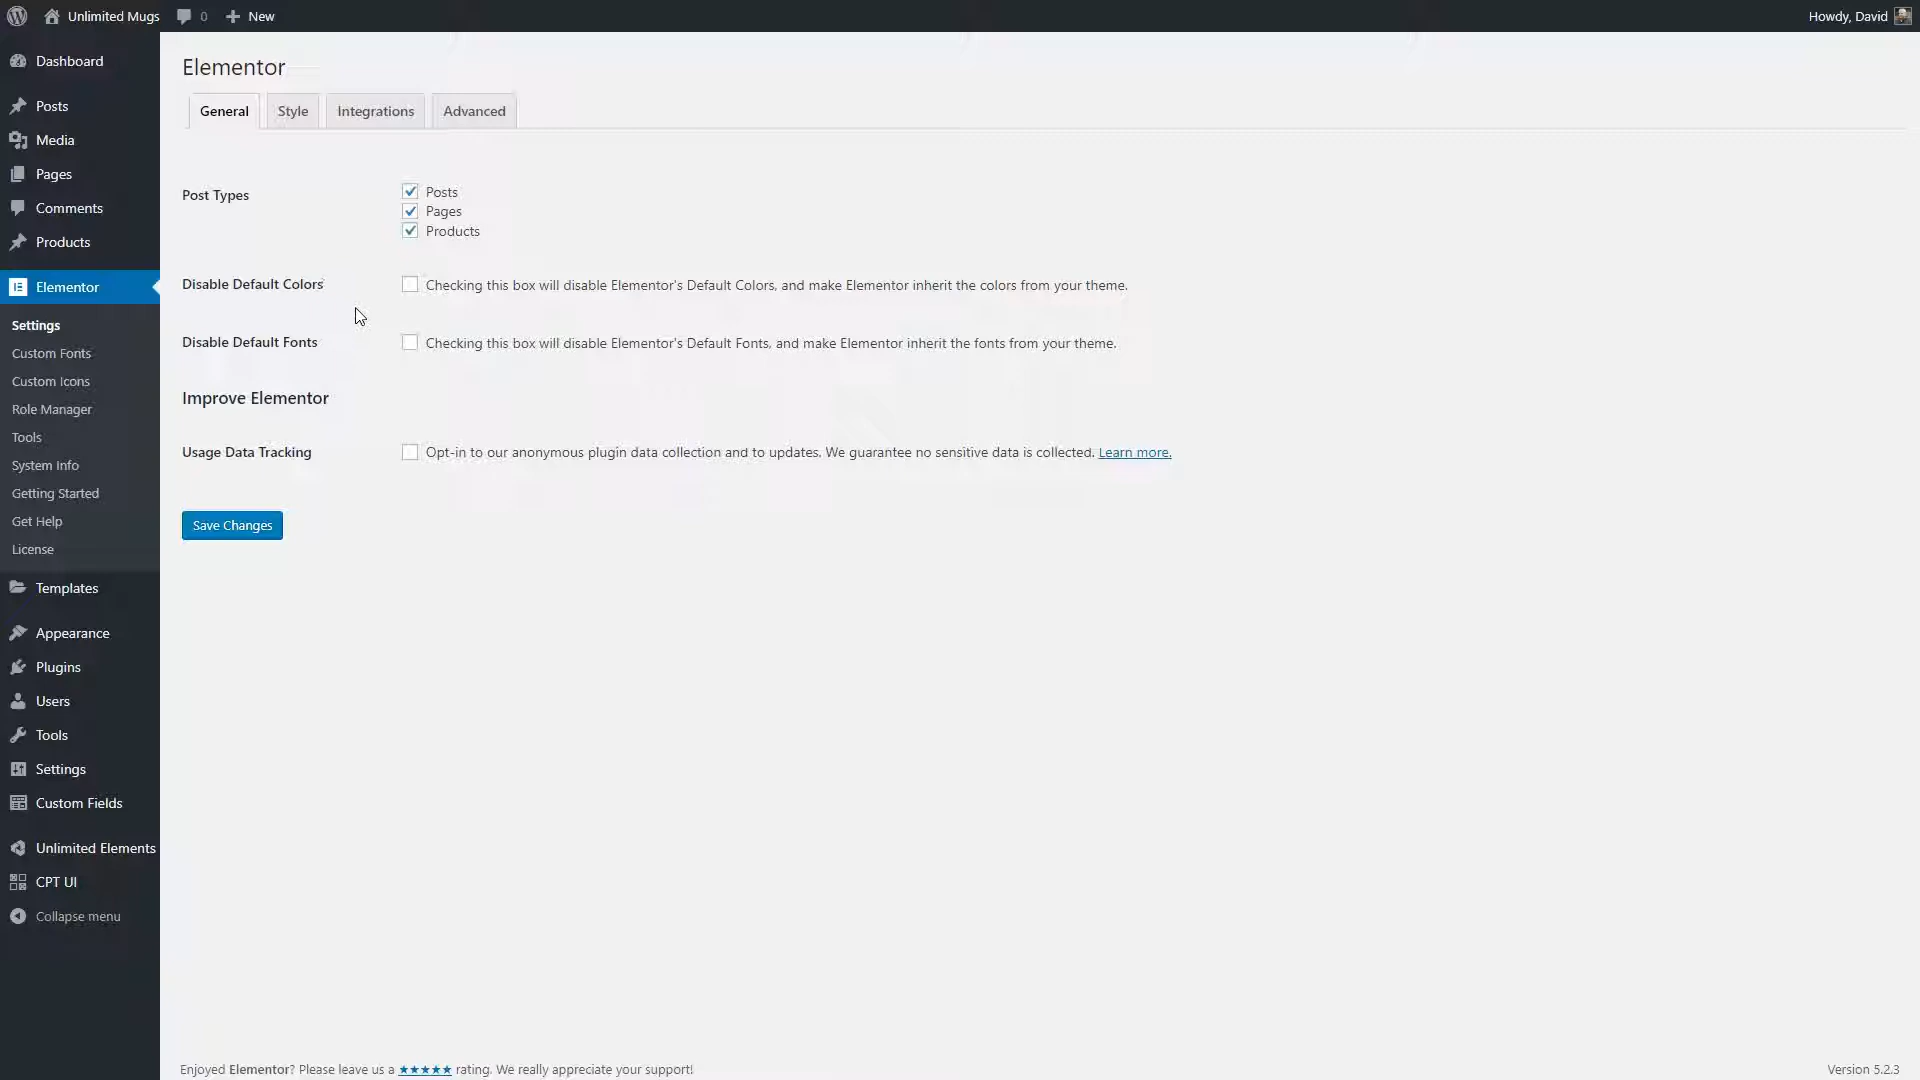 Unlimited Mugs 0 New Howdy, David
Dashboard
Posts
Media
Pages
Comments
Products
Elementor
Settings
Custom Fonts
Custom Icons
Role Manager
Tools
System Info
Getting Started
Get Help
License
Templates
Appearance
Plugins
Users
Tools
Settings
Custom Fields
Unlimited Elements
CPT UI
Collapse menu
Elementor
General Style Integrations Advanced
Post Types
Posts
Pages
Products
Disable Default Colors Checking this box will disable Elementor's Default Colors, and make Elementor inherit the colors from your theme.
Disable Default Fonts Checking this box will disable Elementor's Default Fonts, and make Elementor inherit the fonts from your theme.
Improve Elementor
Usage Data Tracking Opt-in to our anonymous plugin data collection and to updates. We guarantee no sensitive data is collected. Learn more.
Save Changes
Enjoyed Elementor? Please leave us a ★★★★★ rating. We really appreciate your support! Version 5.2.3